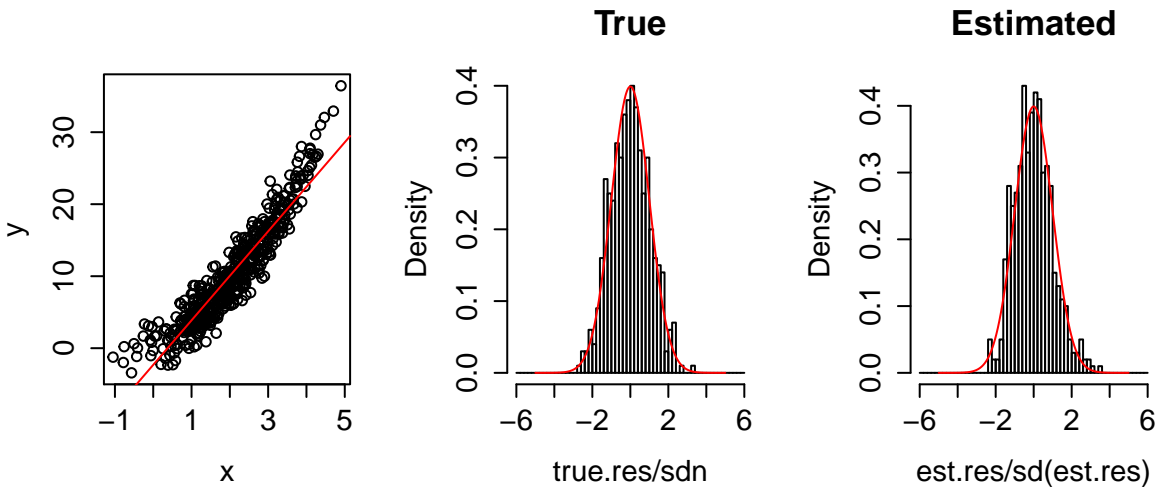 True
Estimated
y
0 10 20 30
−1 1 3 5
x
Density
0.0 0.1 0.2 0.3 0.4
−6 −2 2 6
true.res/sdn
Density
0.0 0.1 0.2 0.3 0.4
−6 −2 2 6
est.res/sd(est.res)